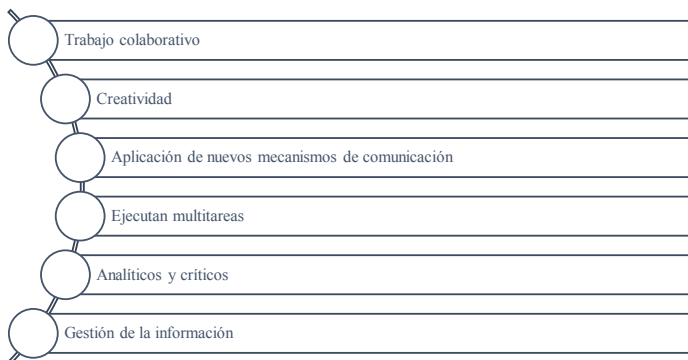 Trabajo colaborativo
Creatividad
Aplicación de nuevos mecanismos de comunicación
Ejecutan multitareas
Analíticos y críticos
Gestión de la información